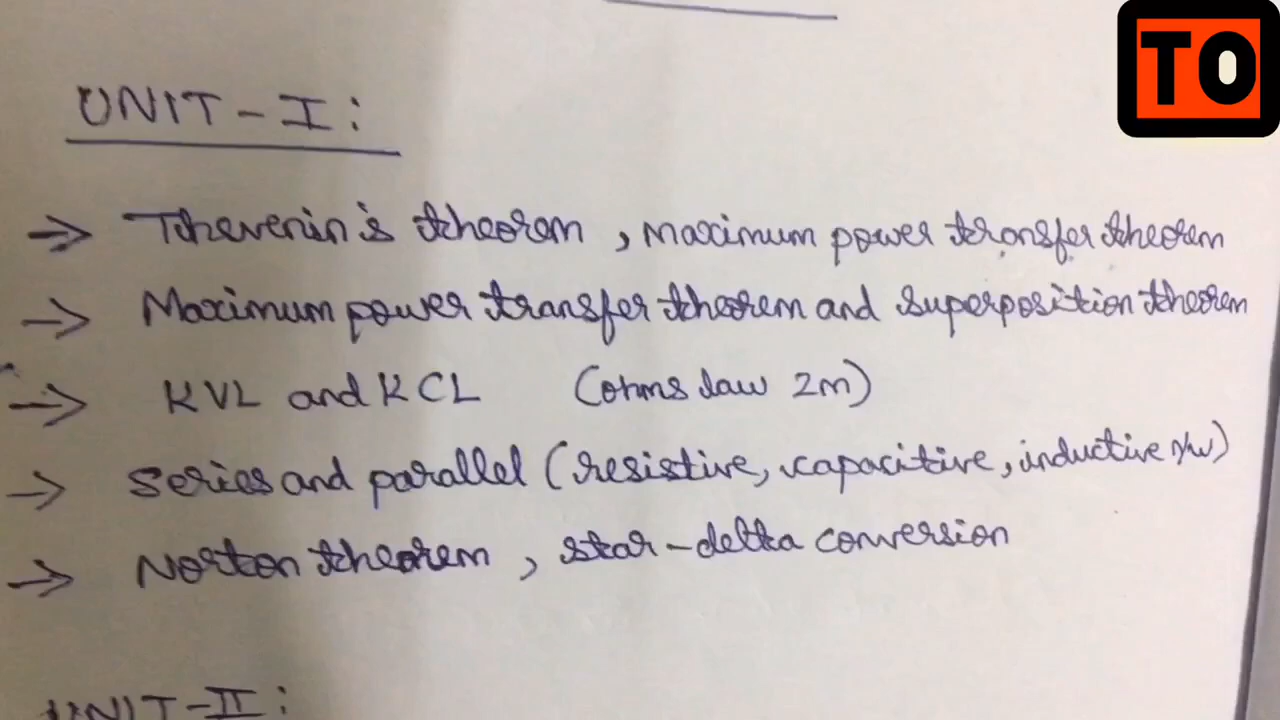 TO
UNIT-I:
→ Thevenin's theorem, Maximum power transfer theorem
→ Maximum power transfer theorem and superposition theorem
→ KVL and KCL (ohms law 2m)
→ Series and parallel (resistive, capacitive, inductive n/w)
→ Norton theorem, star-delta conversion
UNIT-II: